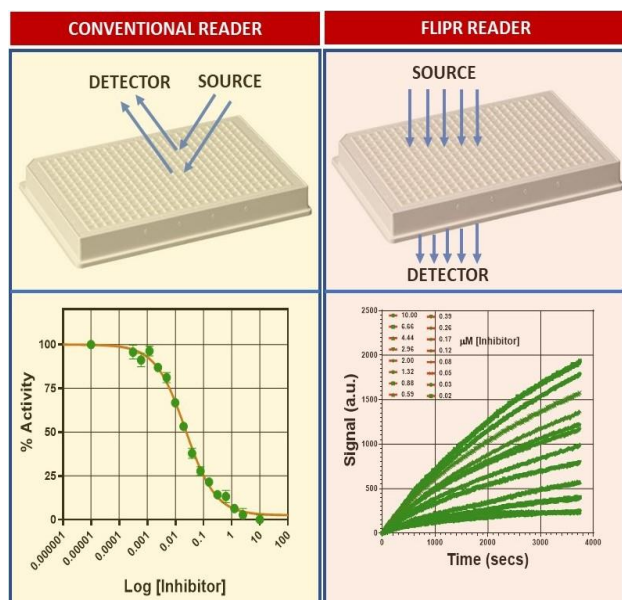 CONVENTIONAL READER
FLIPR READER
DETECTOR
SOURCE
SOURCE
DETECTOR
% Activity
100
75
50
25
0
0.000001
0.00001
0.0001
0.001
0.01
0.1
1
10
100
Log [Inhibitor]
Signal (a.u.)
2500
2000
1500
1000
500
0
10.00 0.39
6.66 0.26
4.44 0.17
2.96 0.12
2.00 0.08
1.32 0.05
0.88 0.03
0.59 0.02
µM [Inhibitor]
0 1000 2000 3000 4000
Time (secs)